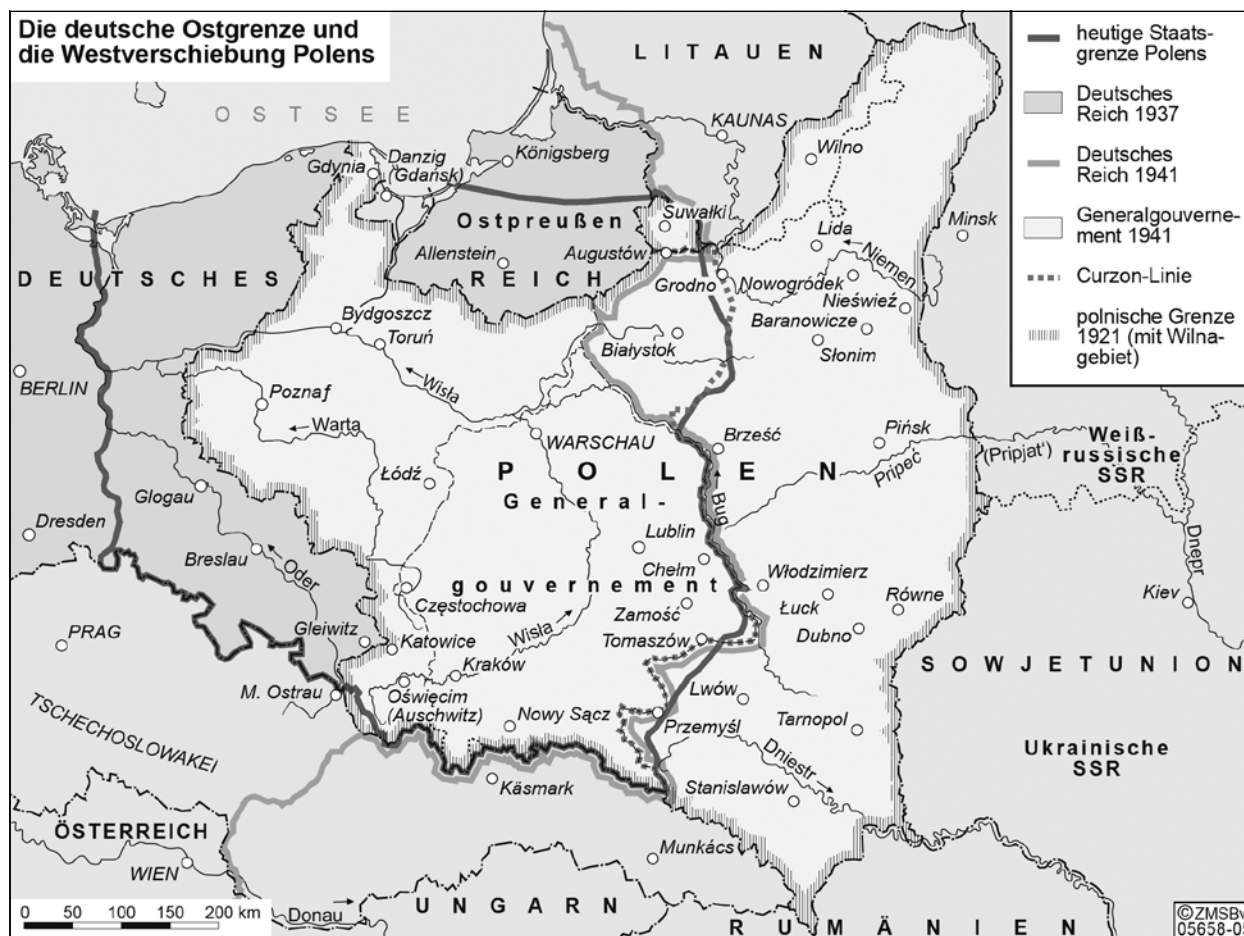 Die deutsche Ostgrenze und
die Westverschiebung Polens
heutige Staats-
grenze Polens
Deutsches
Reich 1937
Deutsches
Reich 1941
Generalgouverne-
ment 1941
Curzon-Linie
polnische Grenze
1921 (mit Wilna-
gebiet)
LITAUEN
OSTSEE
KAUNAS
Wilno
Königsberg
Danzig
(Gdańsk)
Gdynia
Ostpreußen
Suwałki
Lida
Minsk
Allenstein
Augustów
Niemen
DEUTSCHES
REICH
Grodno
Nowogródek
Nieśwież
Bydgoszcz
Baranowicze
Toruń
Białystok
Słonim
BERLIN
Wisła
Poznaf
Warta
WARSCHAU
Brześć
Pińsk
Weiß-
russische
SSR
(Pripjat')
Pripeć
POLEN
Łódź
General-
Bug
Glogau
Dresden
Lublin
Dnepr
Breslau
Oder
Chełm
gouvernement
Włodzimierz
Kiev
Częstochowa
Zamość
Łuck
Równe
PRAG
Gleiwitz
Katowice
Wisła
Tomaszów
Dubno
SOWJETUNION
Kraków
M. Ostrau
Oświęcim
(Auschwitz)
Nowy Sącz
Lwów
Przemyśl
Tarnopol
TSCHECHOSLOWAKEI
Ukrainische
SSR
Dniestr
Käsmark
Stanislawów
ÖSTERREICH
WIEN
Munkács
0 50 100 150 200 km
Donau
UNGARN
RUMÄNIEN
©ZMSBw
05658-05